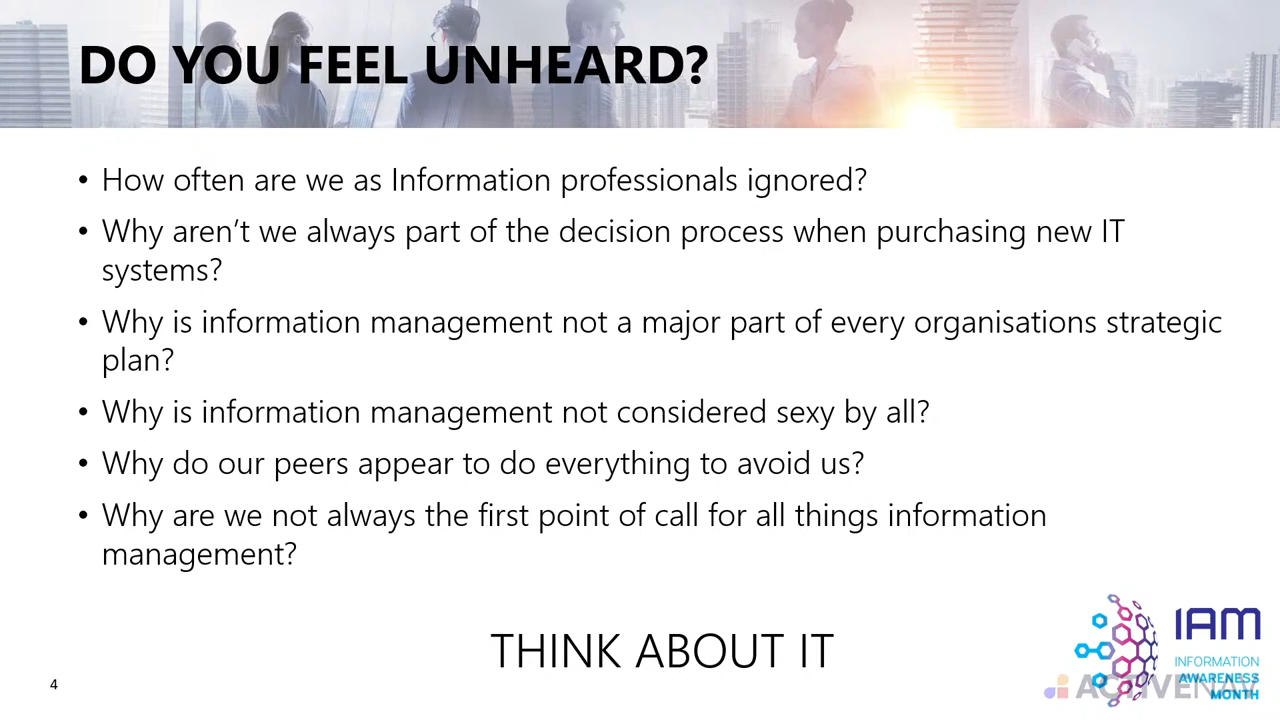 DO YOU FEEL UNHEARD?
• How often are we as Information professionals ignored?
• Why aren’t we always part of the decision process when purchasing new IT
systems?
• Why is information management not a major part of every organisations strategic
plan?
• Why is information management not considered sexy by all?
• Why do our peers appear to do everything to avoid us?
• Why are we not always the first point of call for all things information
management?
THINK ABOUT IT
IAM
INFORMATION
AWARENESS
MONTH
ACTIVENAV
4